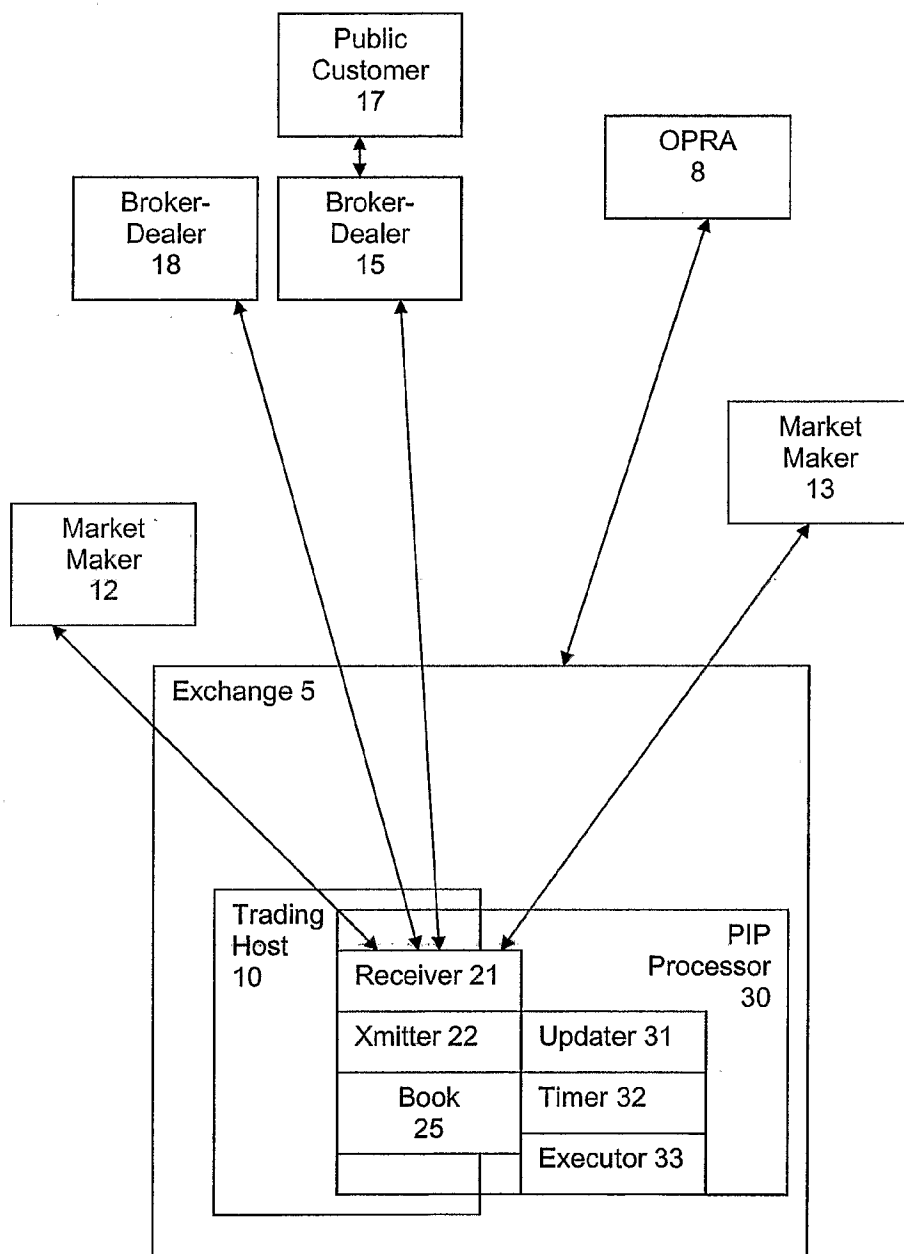 Public
Customer
17
OPRA
8
Broker-
Dealer
18
Broker-
Dealer
15
Market
Maker
13
Market
Maker
12
Exchange 5
Trading
Host
10
PIP
Processor
30
Receiver 21
Xmitter 22
Updater 31
Book
25
Timer 32
Executor 33